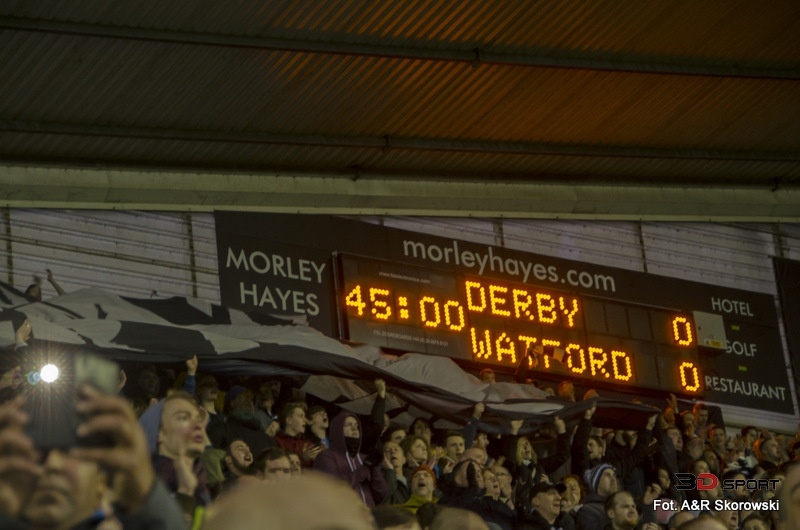 morleyhayes.com
MORLEY
HAYES
45:00
DERBY 0
WATFORD 0
HOTEL
GOLF
RESTAURANT
3D SPORT
Fot. A&R Skorowski